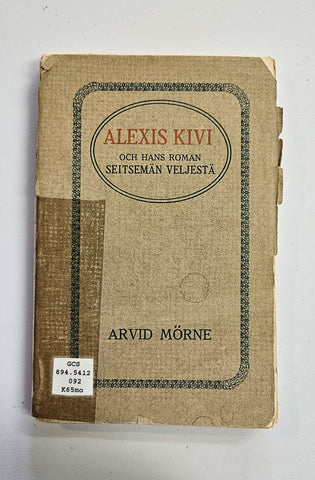 ALEXIS KIVI
OCH HANS ROMAN
SEITSEMÄN VELJESTÄ
ARVID MÖRNE
GCS
894.5412
092
K65mo